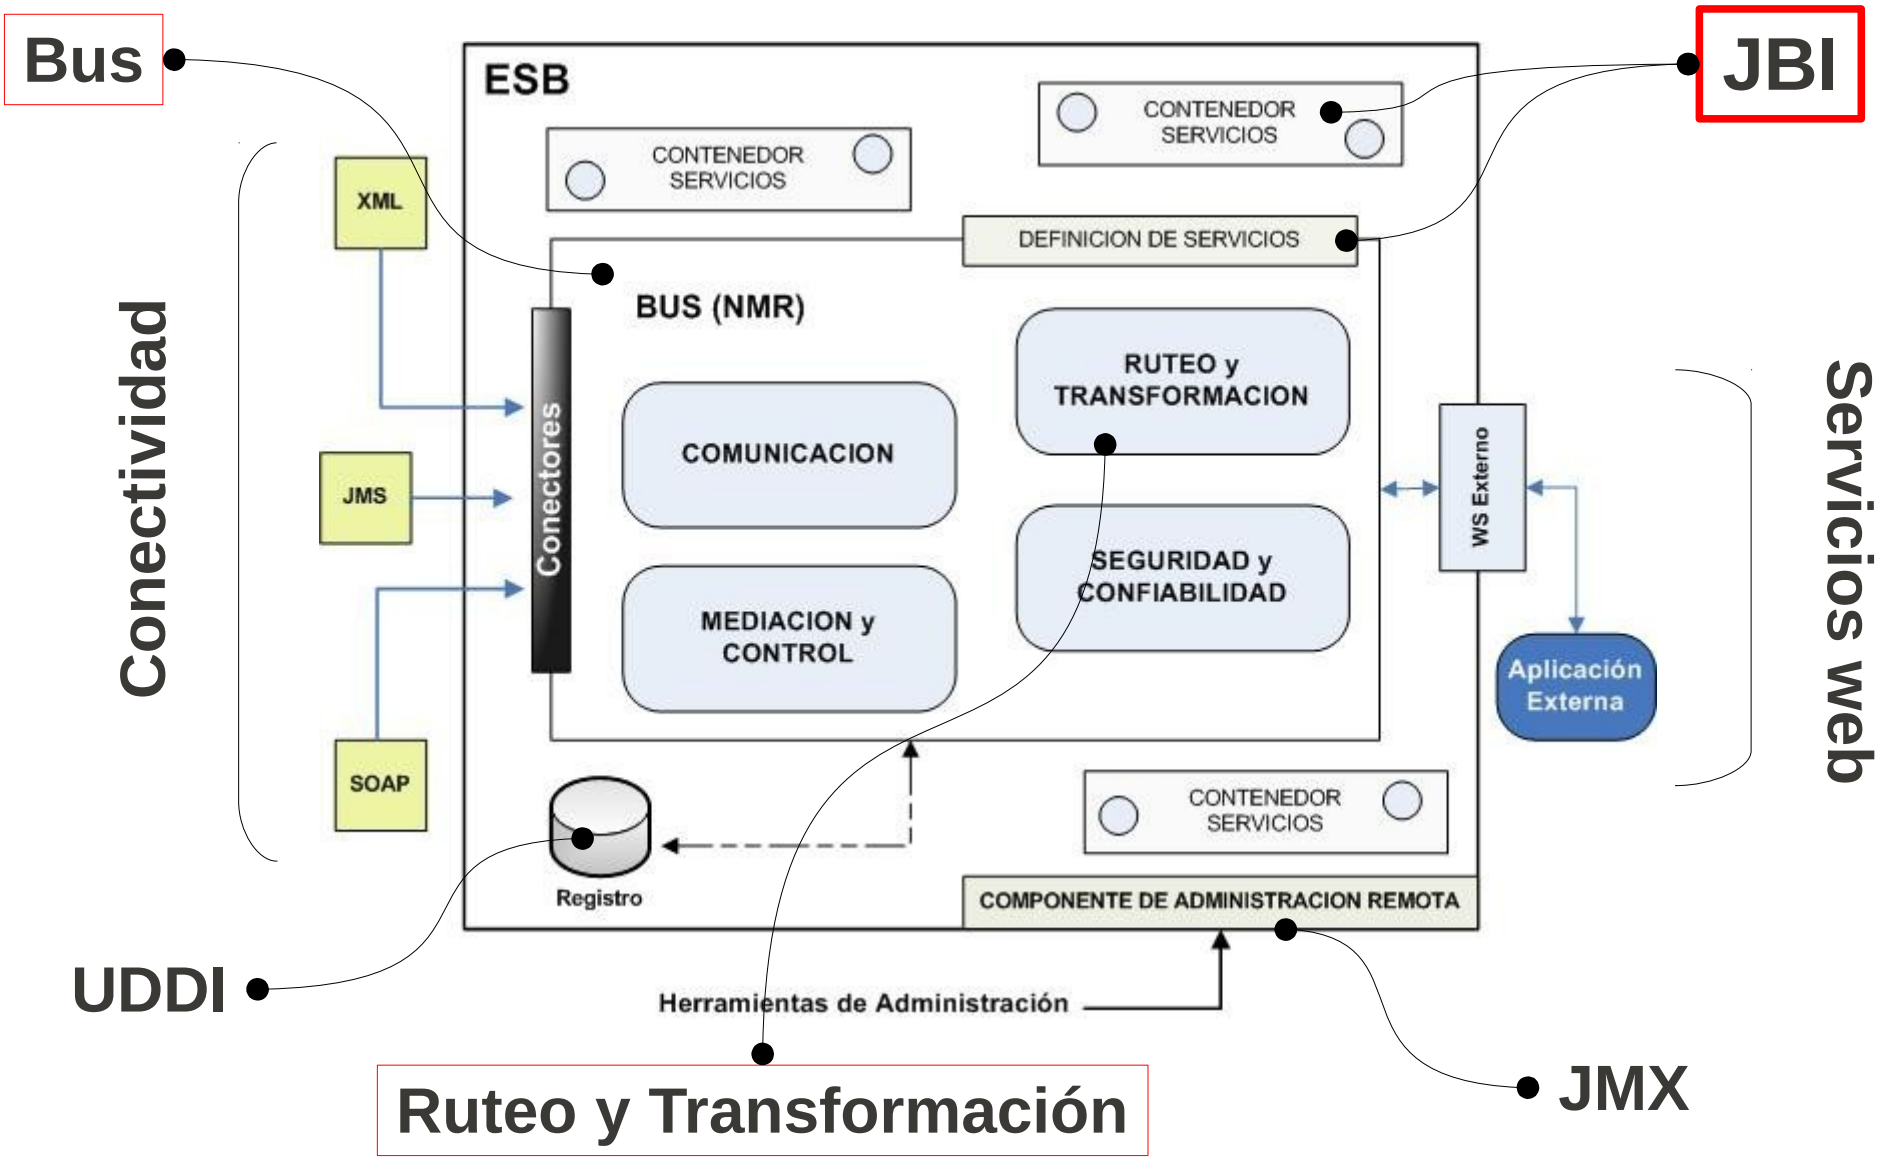 Bus
JBI
ESB
CONTENEDOR
SERVICIOS
CONTENEDOR
SERVICIOS
XML
DEFINICION DE SERVICIOS
BUS (NMR)
Conectividad
RUTEO y
TRANSFORMACION
Servicios web
Conectores
COMUNICACION
WS Externo
JMS
SEGURIDAD y
CONFIABILIDAD
MEDIACION y
CONTROL
Aplicación
Externa
SOAP
CONTENEDOR
SERVICIOS
Registro
COMPONENTE DE ADMINISTRACION REMOTA
UDDI
Herramientas de Administración
JMX
Ruteo y Transformación